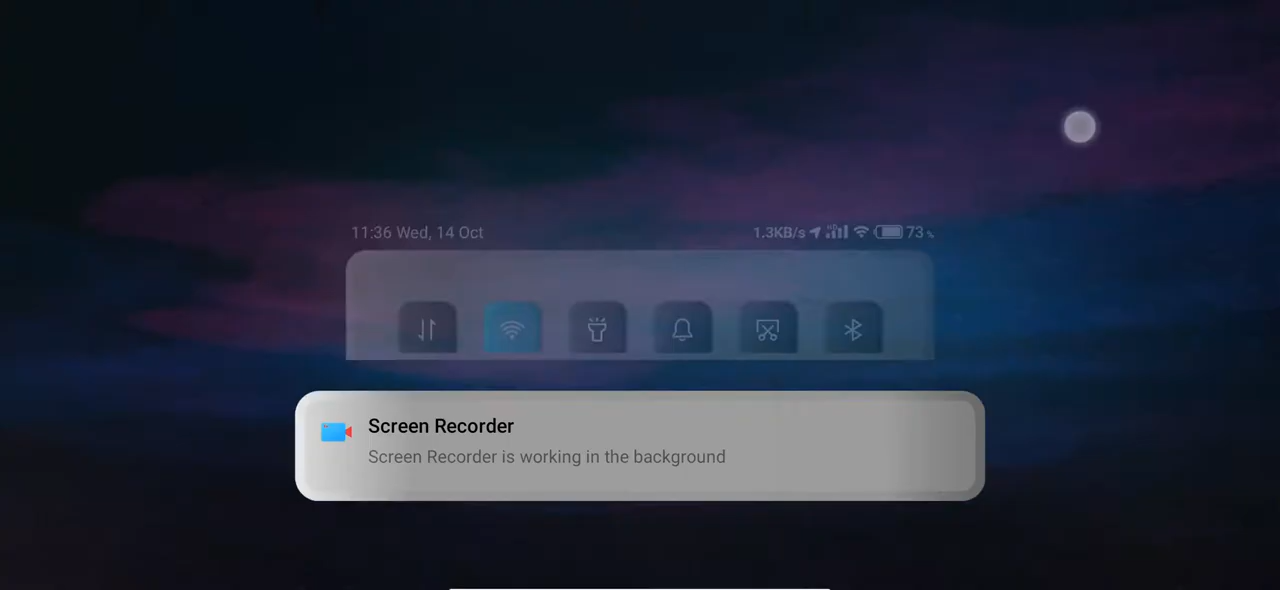 11:36 Wed, 14 Oct
1.3KB/s 73 %
Screen Recorder
Screen Recorder is working in the background